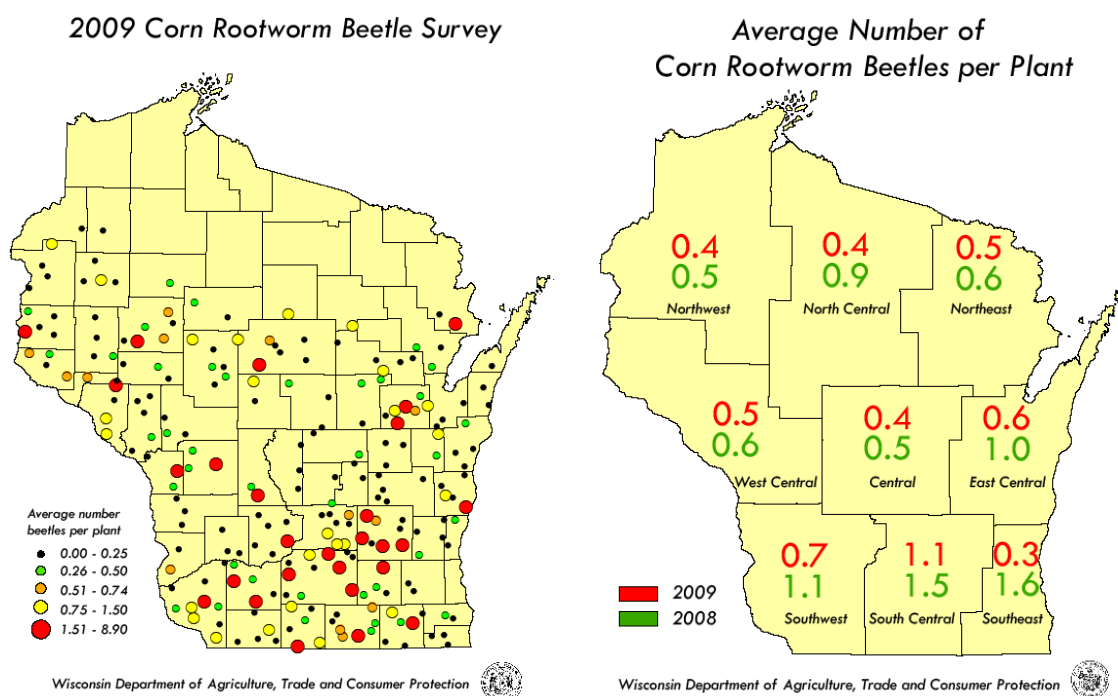 2009 Corn Rootworm Beetle Survey
Average number
beetles per plant
0.00 - 0.25
0.26 - 0.50
0.51 - 0.74
0.75 - 1.50
1.51 - 8.90
Wisconsin Department of Agriculture, Trade and Consumer Protection
Average Number of
Corn Rootworm Beetles per Plant
0.4
0.5
Northwest
0.4
0.9
North Central
0.5
0.6
Northeast
0.5
0.6
West Central
0.4
0.5
Central
0.6
1.0
East Central
0.7
1.1
Southwest
1.1
1.5
South Central
0.3
1.6
Southeast
2009
2008
Wisconsin Department of Agriculture, Trade and Consumer Protection